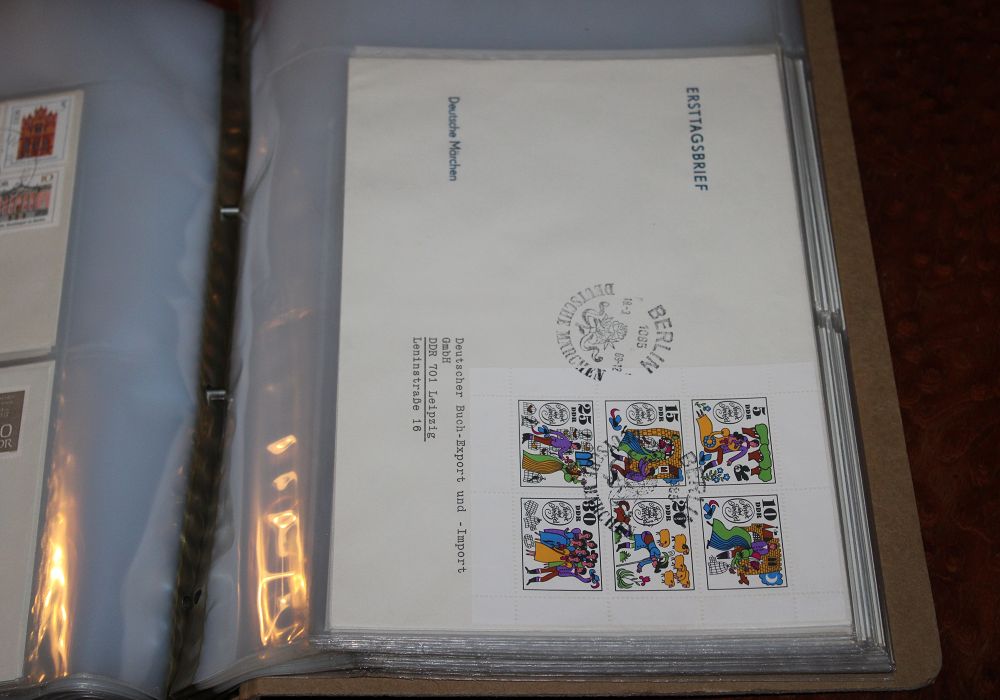 ERSTTAGSBRIEF
Deutsche Märchen
BERLIN
1085
DEUTSCHE MÄRCHEN
5
DDR
15
DDR
25
DDR
10
DDR
20
DDR
30
DDR
Deutscher Buch-Export und -Import
GmbH
DDR 701 Leipzig
Leninstraße 16